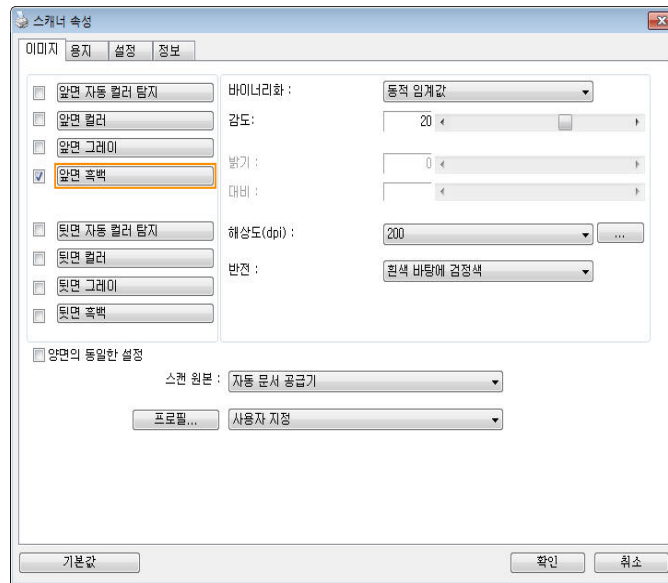 스캐너 속성
이미지 용지 설정 정보
앞면 자동 컬러 탐지
앞면 컬러
앞면 그레이
앞면 흑백
뒷면 자동 컬러 탐지
뒷면 컬러
뒷면 그레이
뒷면 흑백
바이너리화 : 동적 임계값
감도: 20
밝기 : 0
대비 :
해상도(dpi) : 200 ...
반전 : 흰색 바탕에 검정색
양면의 동일한 설정
스캔 원본 : 자동 문서 공급기
프로필... 사용자 지정
기본값 확인 취소